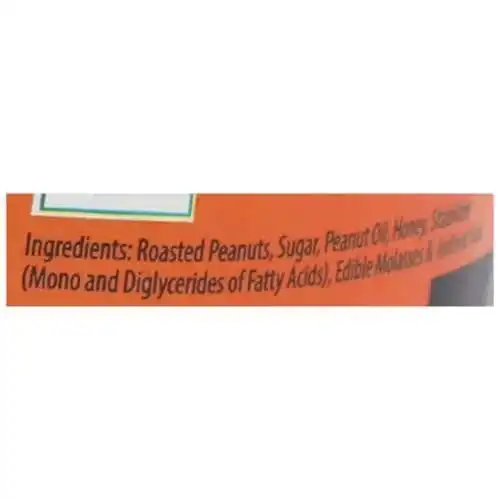 Ingredients: Roasted Peanuts, Sugar, Peanut Oil, Honey,
(Mono and Diglycerides of Fatty Acids), Edible Molasses &